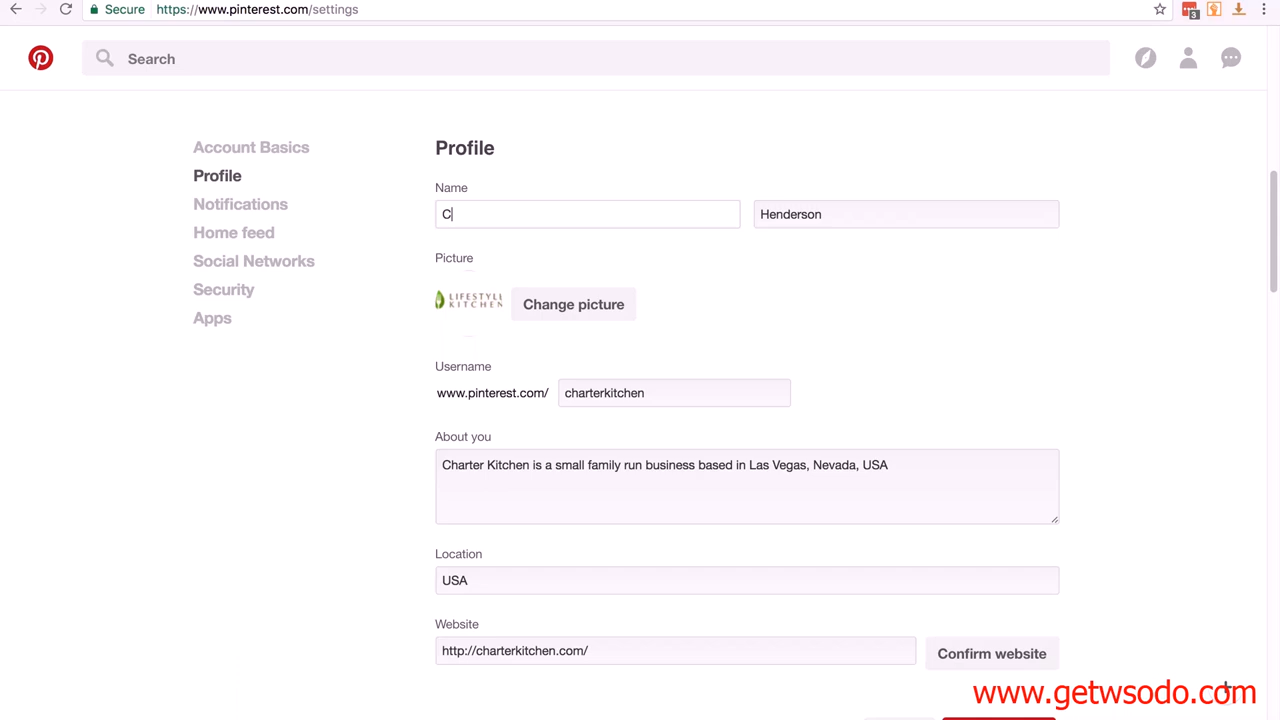 Secure https://www.pinterest.com/settings
3
Search
Account Basics
Profile
Notifications
Home feed
Social Networks
Security
Apps
Profile
Name
C
Henderson
Picture
LIFESTYLE
KITCHEN
Change picture
Username
www.pinterest.com/ charterkitchen
About you
Charter Kitchen is a small family run business based in Las Vegas, Nevada, USA
Location
USA
Website
http://charterkitchen.com/
Confirm website
www.getwsodo.com